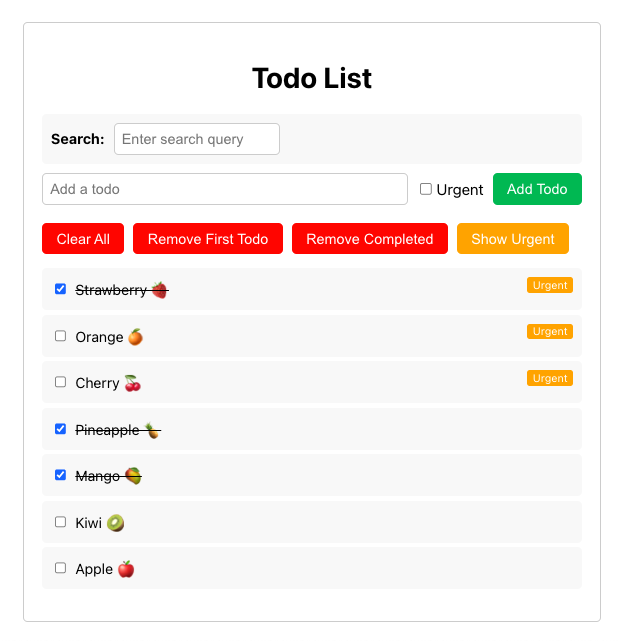 Todo List
Search: Enter search query
Add a todo Urgent Add Todo
Clear All Remove First Todo Remove Completed Show Urgent
Strawberry 🍓 Urgent
Orange 🍊 Urgent
Cherry 🍒 Urgent
Pineapple 🍍
Mango 🥭
Kiwi 🥝
Apple 🍎